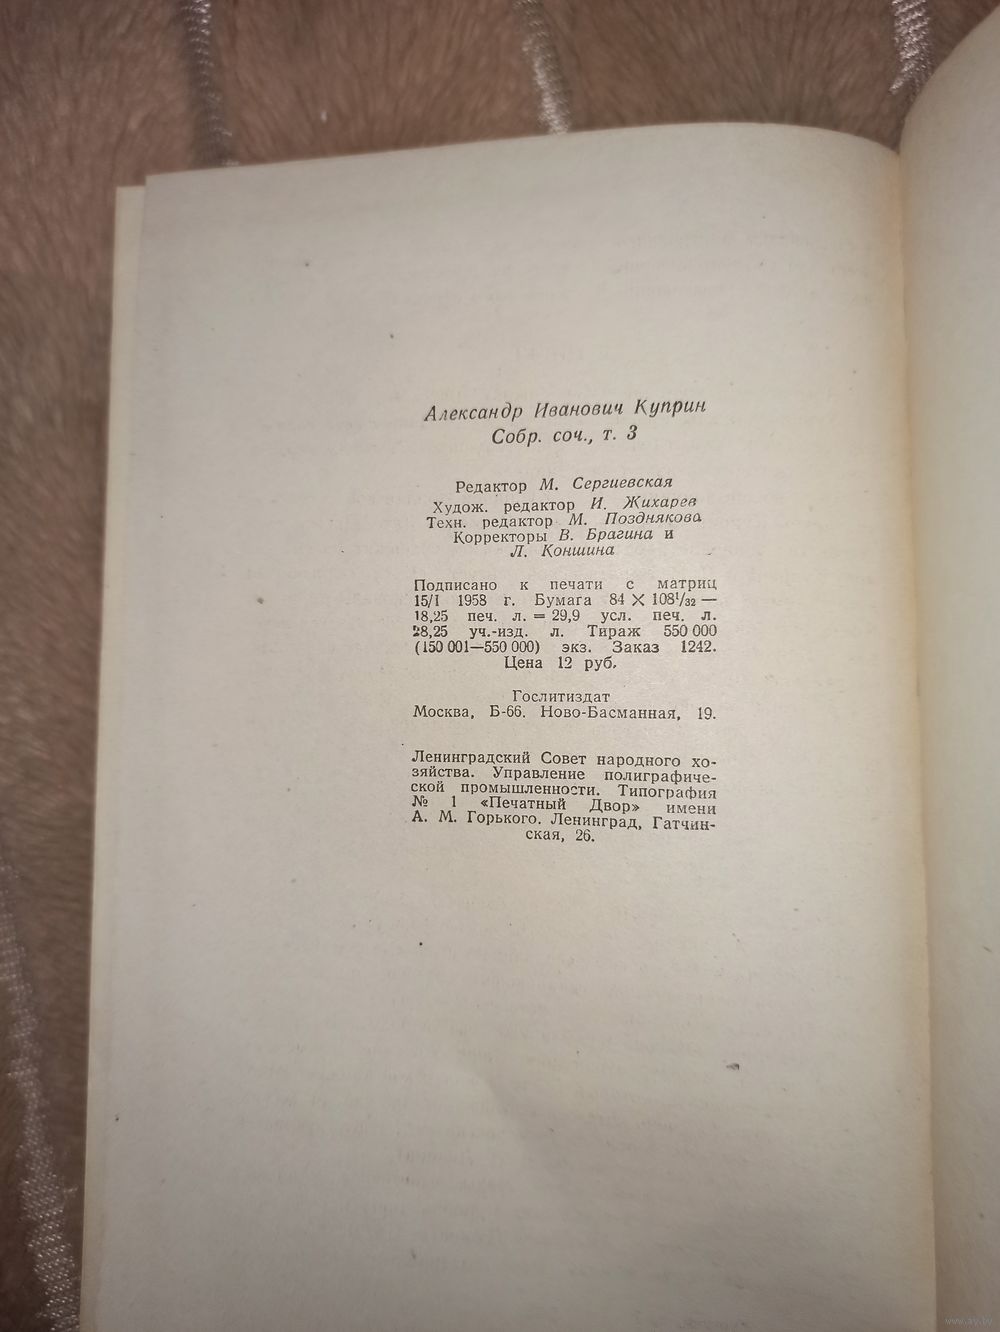 Александр Иванович Куприн
Собр. соч., т. 3
Редактор М. Сергиевская
Худож. редактор И. Жихарев
Техн. редактор М. Позднякова
Корректоры В. Брагина и
Л. Коншина
Подписано к печати с матриц
15/I 1958 г. Бумага 84 × 108¹/₃₂ —
18,25 печ. л. = 29,9 усл. печ. л.
28,25 уч.-изд. л. Тираж 550 000
(150 001—550 000) экз. Заказ 1242.
Цена 12 руб.
Гослитиздат
Москва, Б-66. Ново-Басманная, 19.
Ленинградский Совет народного хо-
зяйства. Управление полиграфиче-
ской промышленности. Типография
№ 1 «Печатный Двор» имени
А. М. Горького. Ленинград, Гатчин-
ская, 26.
www.ay.by